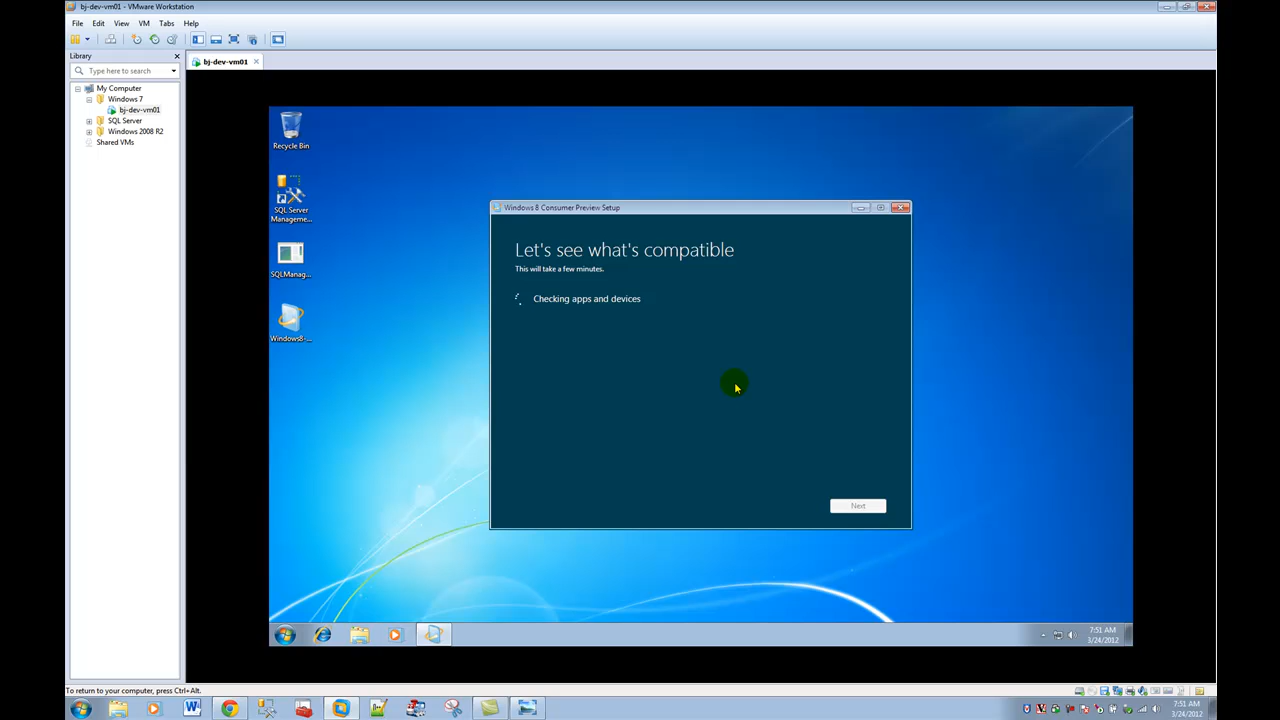 bj-dev-vm01 - VMware Workstation
File Edit View VM Tabs Help
Library
Type here to search
My Computer
Windows 7
bj-dev-vm01
SQL Server
Windows 2008 R2
Shared VMs
bj-dev-vm01
Recycle Bin
SQL Server
Manageme...
SQLManag...
Windows8-...
Windows 8 Consumer Preview Setup
Let's see what's compatible
This will take a few minutes.
Checking apps and devices
Next
7:51 AM
3/24/2012
To return to your computer, press Ctrl+Alt.
7:51 AM
3/24/2012